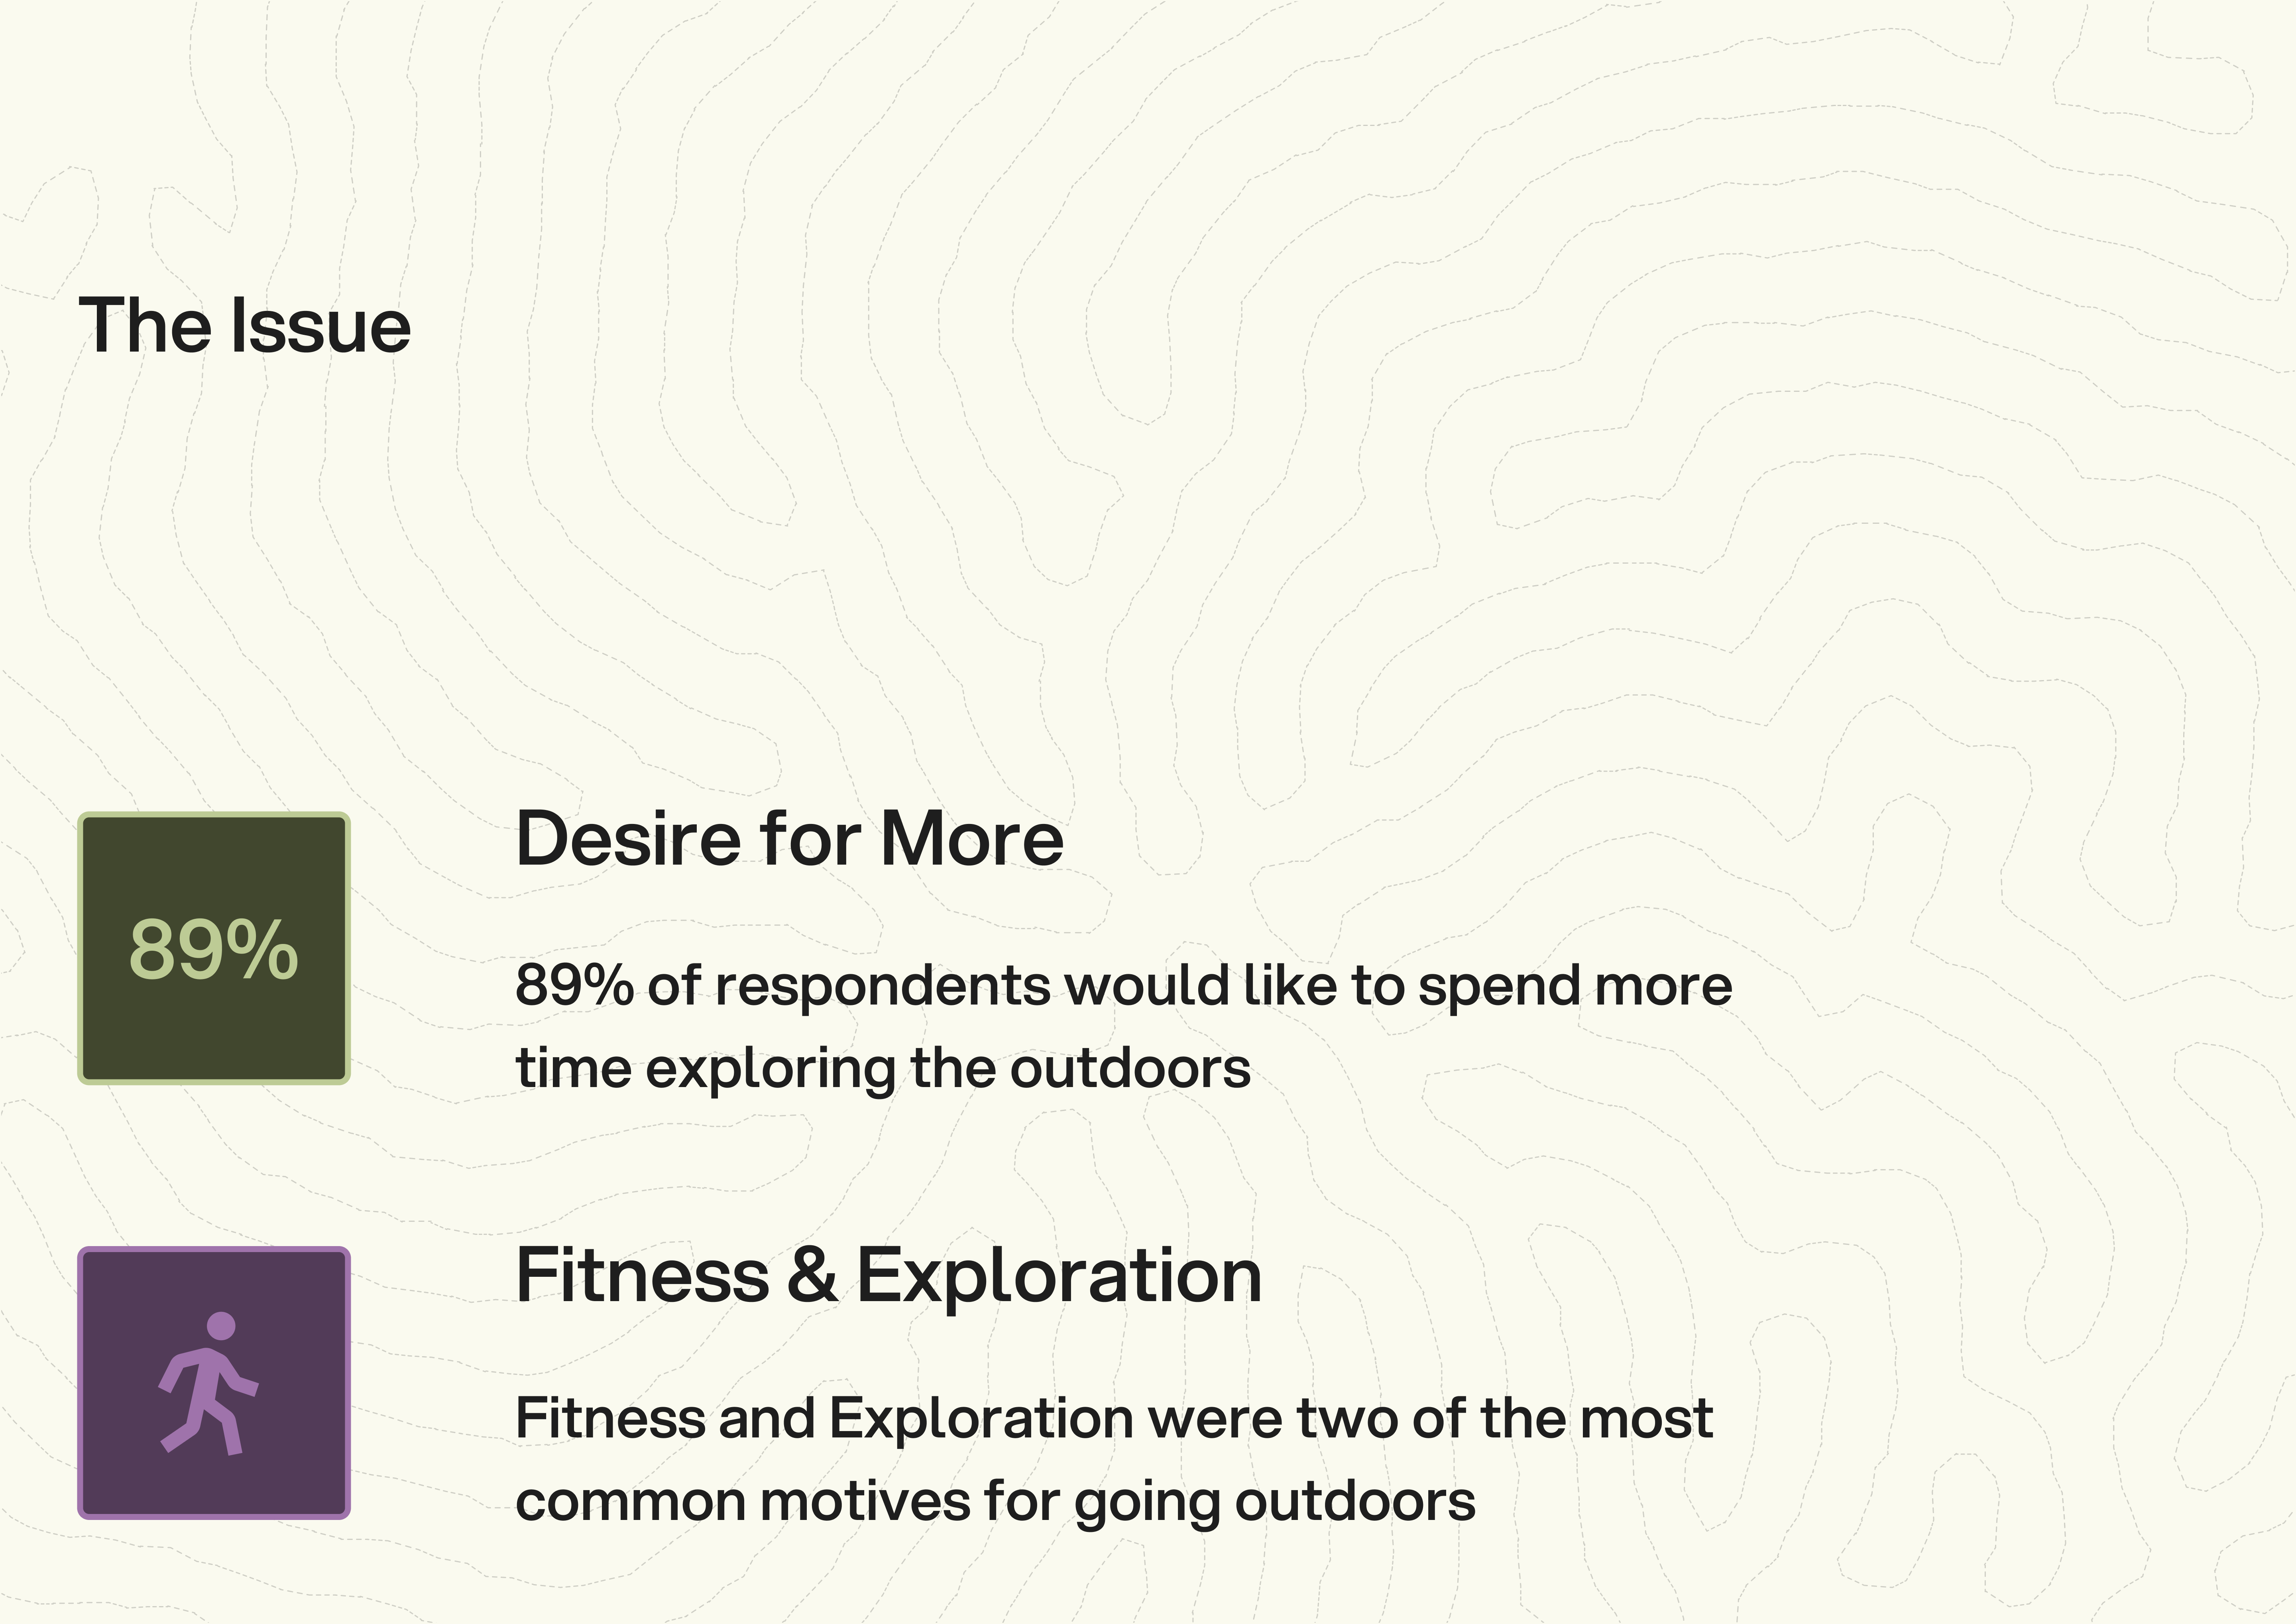 The Issue
Desire for More
89%
89% of respondents would like to spend more
time exploring the outdoors
Fitness & Exploration
Fitness and Exploration were two of the most
common motives for going outdoors